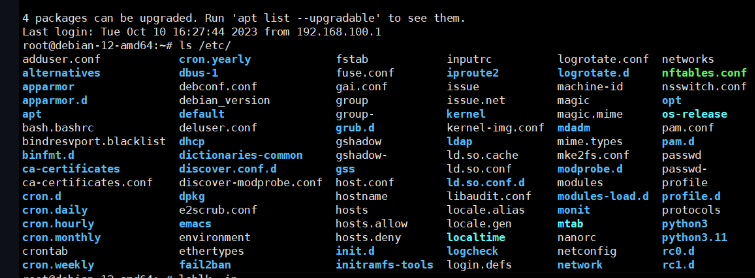 4 packages can be upgraded. Run 'apt list --upgradable' to see them.
Last login: Tue Oct 10 16:27:44 2023 from 192.168.100.1
root@debian-12-amd64:~# ls /etc/
adduser.conf cron.yearly fstab inputrc logrotate.conf networks
alternatives dbus-1 fuse.conf iproute2 logrotate.d nftables.conf
apparmor debconf.conf gai.conf issue machine-id nsswitch.conf
apparmor.d debian_version group issue.net magic opt
apt default group- kernel magic.mime os-release
bash.bashrc deluser.conf grub.d kernel-img.conf mdadm pam.conf
bindresvport.blacklist dhcp gshadow ldap mime.types pam.d
binfmt.d dictionaries-common gshadow- ld.so.cache mke2fs.conf passwd
ca-certificates discover.conf.d gss ld.so.conf modprobe.d passwd-
ca-certificates.conf discover-modprobe.conf host.conf ld.so.conf.d modules profile
cron.d dpkg hostname libaudit.conf modules-load.d profile.d
cron.daily e2scrub.conf hosts locale.alias monit protocols
cron.hourly emacs hosts.allow locale.gen mtab python3
cron.monthly environment hosts.deny localtime nanorc python3.11
crontab ethertypes init.d logcheck netconfig rc0.d
cron.weekly fail2ban initramfs-tools login.defs network rc1.d